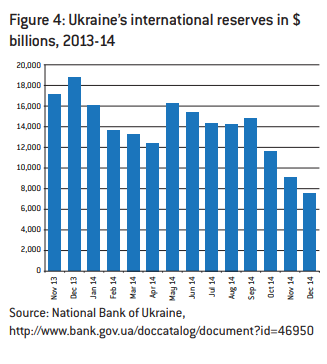 Figure 4: Ukraine's international reserves in $
billions, 2013-14
20,000
18,000
16,000
14,000
12,000
10,000
8,000
6,000
4,000
2,000
0
Nov 13
Dec 13
Jan 14
Feb 14
Mar 14
Apr 14
May 14
Jun 14
Jul 14
Aug 14
Sep 14
Oct 14
Nov 14
Dec 14
Source: National Bank of Ukraine,
http://www.bank.gov.ua/doccatalog/document?id=46950